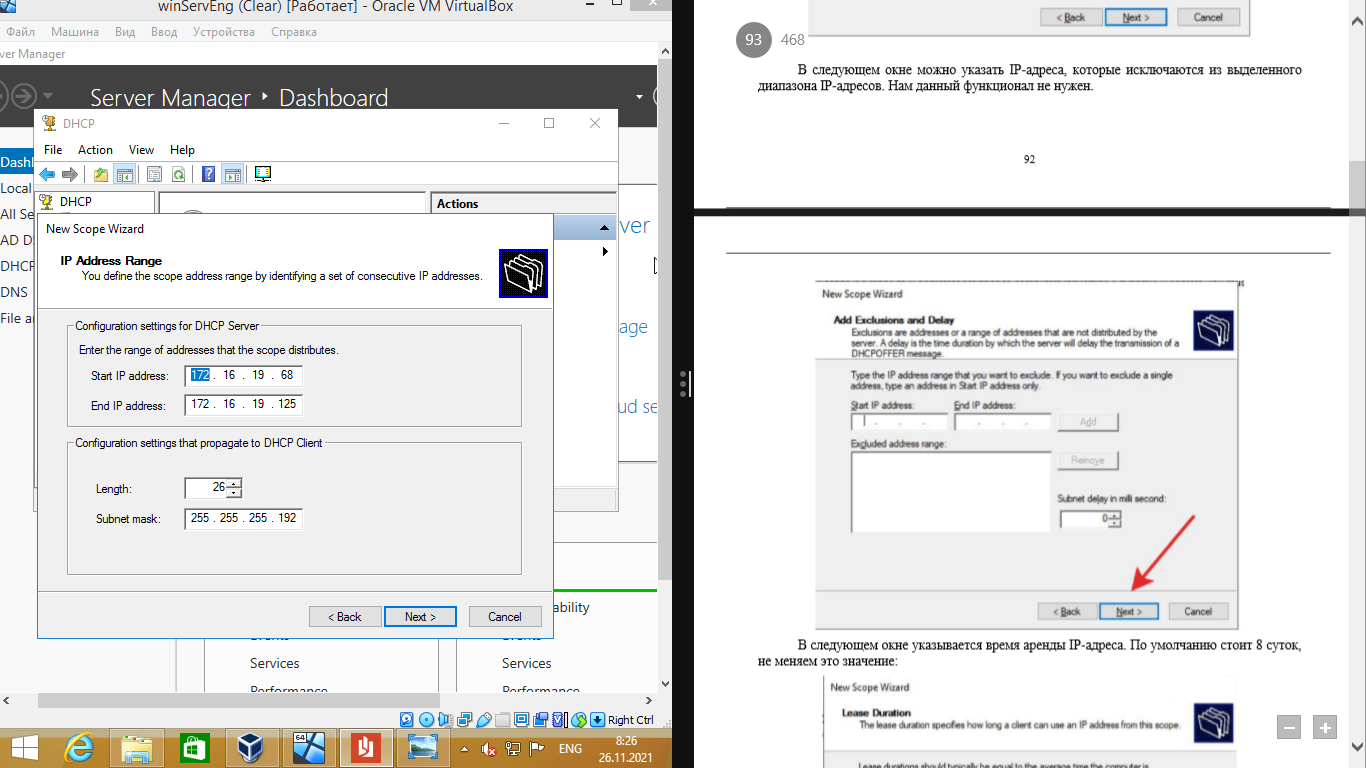 winServEng (Clear) [Работает] - Oracle VM VirtualBox
Файл Машина Вид Ввод Устройства Справка
ver Manager
Server Manager
Dashboard
DHCP
File Action View Help
Dashl
Local
All Se
AD D
DHCP
DNS
File a
DHCP
Actions
ver
age
ud se
New Scope Wizard
IP Address Range
You define the scope address range by identifying a set of consecutive IP addresses.
Configuration settings for DHCP Server
Enter the range of addresses that the scope distributes.
Start IP address: 172 . 16 . 19 . 68
End IP address: 172 . 16 . 19 . 125
Configuration settings that propagate to DHCP Client
Length: 26
Subnet mask: 255 . 255 . 255 . 192
< Back Next > Cancel
ability
Events
Events
Services
Services
Performance
Performance
Right Ctrl
64
ENG
8:26
26.11.2021
< Back Next > Cancel
93 468
В следующем окне можно указать IP-адреса, которые исключаются из выделенного
диапазона IP-адресов. Нам данный функционал не нужен.
92
New Scope Wizard
Add Exclusions and Delay
Exclusions are addresses or a range of addresses that are not distributed by the
server. A delay is the time duration by which the server will delay the transmission of a
DHCPOFFER message.
Type the IP address range that you want to exclude. If you want to exclude a single
address, type an address in Start IP address only.
Start IP address: End IP address:
Add
Excluded address range:
Remove
Subnet delay in milli second:
0
< Back Next > Cancel
В следующем окне указывается время аренды IP-адреса. По умолчанию стоит 8 суток,
не меняем это значение:
New Scope Wizard
Lease Duration
The lease duration specifies how long a client can use an IP address from this scope.
Lease durations should typically be equal to the average time the computer is